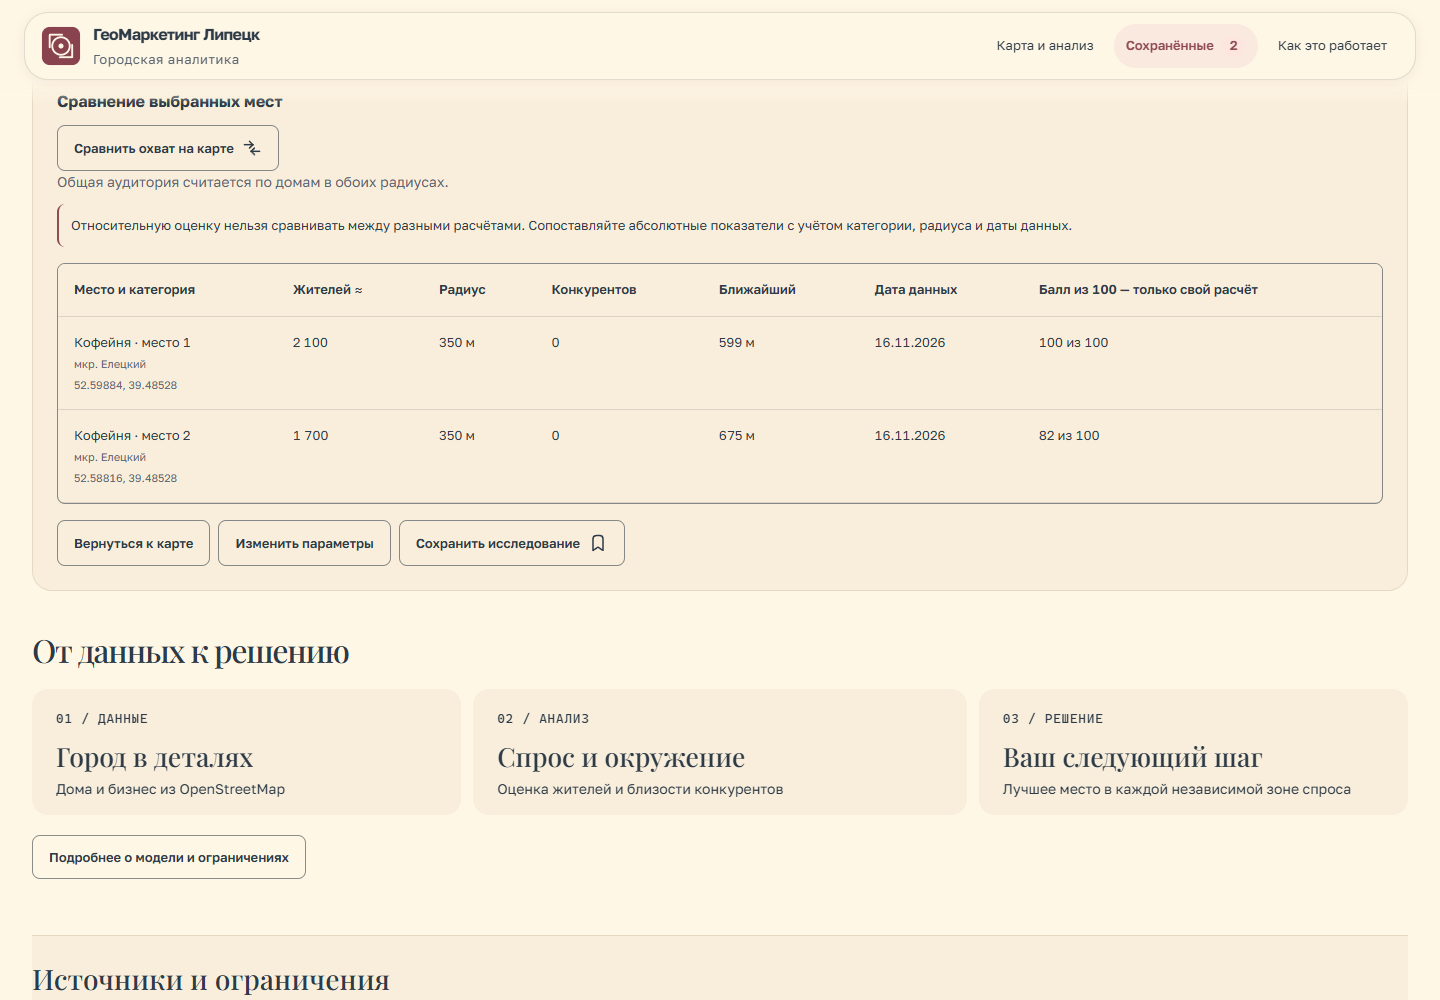 ГеоМаркетинг Липецк
Городская аналитика
Карта и анализ
Сохранённые 2
Как это работает
Сравнение выбранных мест
Сравнить охват на карте
Общая аудитория считается по домам в обоих радиусах.
Относительную оценку нельзя сравнивать между разными расчётами. Сопоставляйте абсолютные показатели с учётом категории, радиуса и даты данных.
Место и категория Жителей ≈ Радиус Конкурентов Ближайший Дата данных Балл из 100 — только свой расчёт
Кофейня · место 1 2 100 350 м 0 599 м 16.11.2026 100 из 100
мкр. Елецкий
52.59884, 39.48528
Кофейня · место 2 1 700 350 м 0 675 м 16.11.2026 82 из 100
мкр. Елецкий
52.58816, 39.48528
Вернуться к карте
Изменить параметры
Сохранить исследование
От данных к решению
01 / ДАННЫЕ
Город в деталях
Дома и бизнес из OpenStreetMap
02 / АНАЛИЗ
Спрос и окружение
Оценка жителей и близости конкурентов
03 / РЕШЕНИЕ
Ваш следующий шаг
Лучшее место в каждой независимой зоне спроса
Подробнее о модели и ограничениях
Источники и ограничения